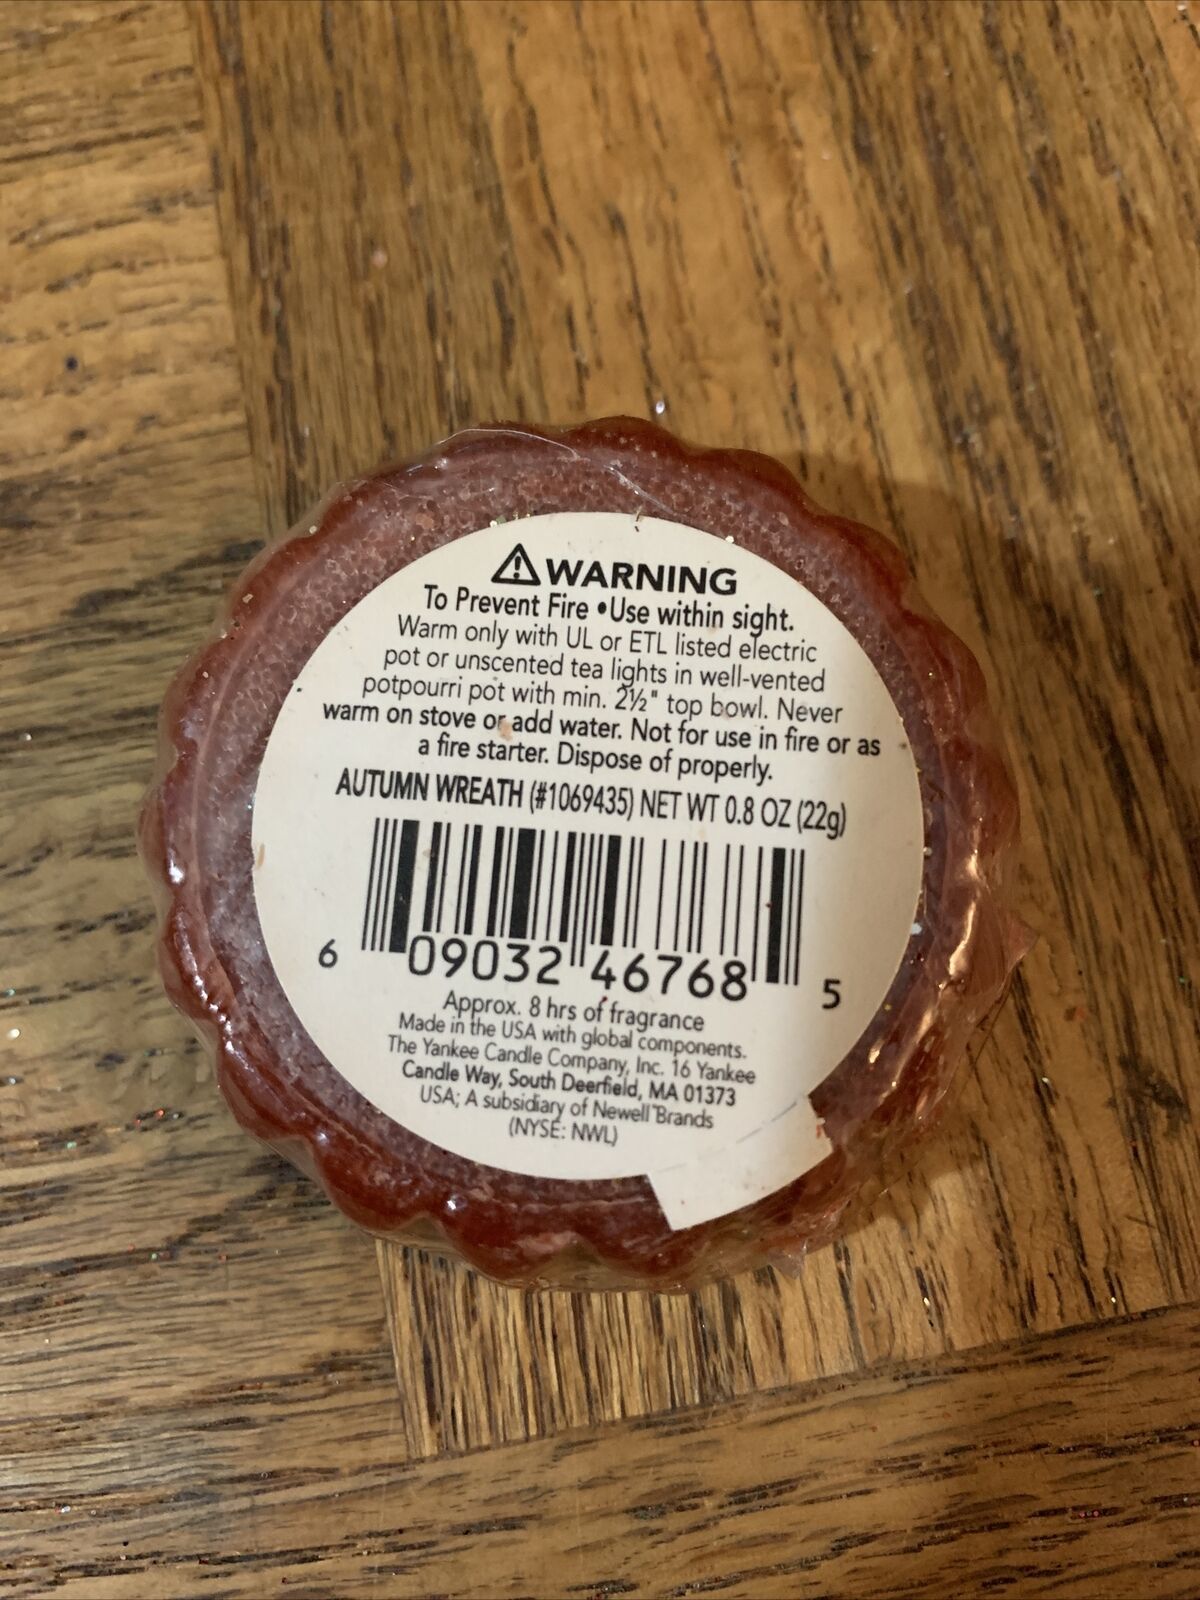 ⚠WARNING
To Prevent Fire •Use within sight.
Warm only with UL or ETL listed electric
pot or unscented tea lights in well-vented
potpourri pot with min. 2½" top bowl. Never
warm on stove or add water. Not for use in fire or as
a fire starter. Dispose of properly.
AUTUMN WREATH (#1069435) NET WT 0.8 OZ (22g)
6 09032 46768 5
Approx. 8 hrs of fragrance
Made in the USA with global components.
The Yankee Candle Company, Inc. 16 Yankee
Candle Way, South Deerfield, MA 01373
USA; A subsidiary of Newell Brands
(NYSE: NWL)